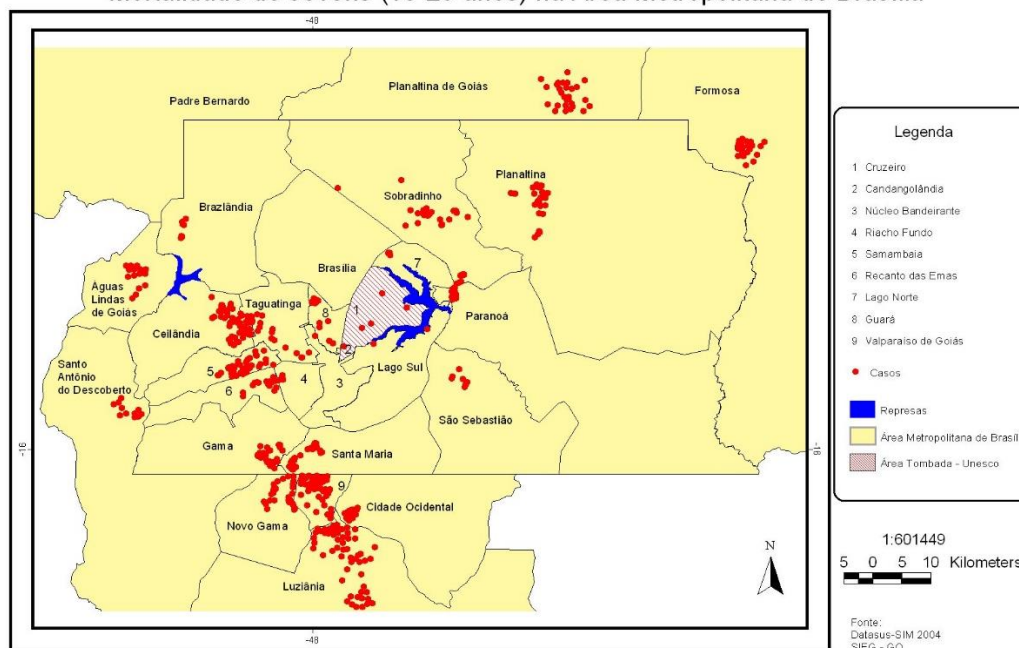 -48
Planaltina de Goiás
Formosa
Padre Bernardo
Planaltina
Sobradinho
Brazlândia
Brasília
7
Águas
Lindas
de Goiás
Taguatinga
8
1
Paranoá
Ceilândia
2
Lago Sul
Santo
Antônio
do Descoberto
5
6
4
3
São Sebastião
Gama
Santa Maria
-16
-16
9
Cidade Ocidental
Novo Gama
Luziânia
N
-48
Legenda
1 Cruzeiro
2 Candangolândia
3 Núcleo Bandeirante
4 Riacho Fundo
5 Samambaia
6 Recanto das Emas
7 Lago Norte
8 Guará
9 Valparaiso de Goiás
Casos
Represas
Área Metropolitana de Brasíl
Área Tombada - Unesco
1:601449
5 0 5 10 Kilometers
Fonte:
Datasus-SIM 2004
SIEG - GO